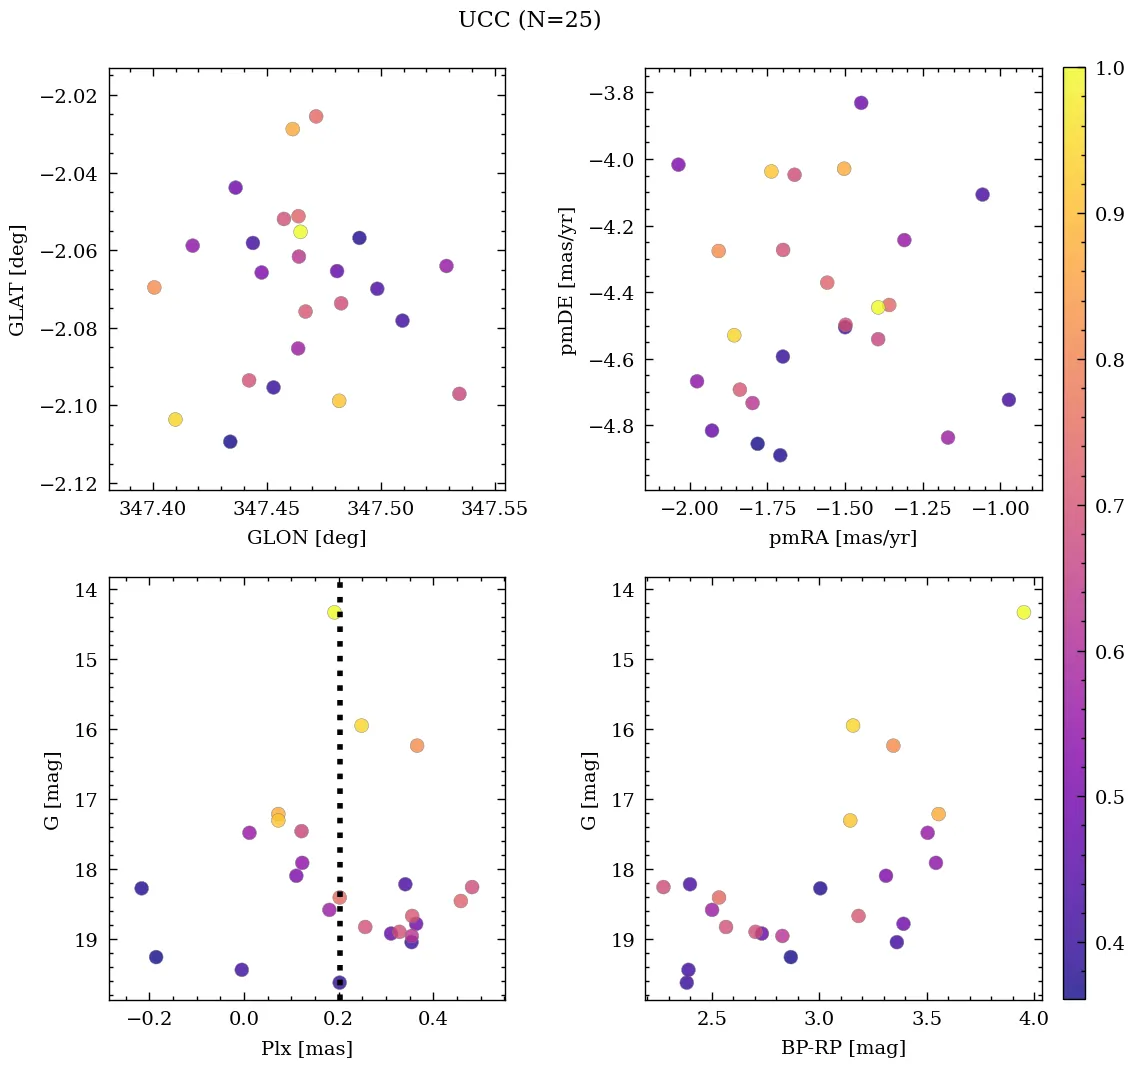 UCC (N=25)
−2.02
−2.04
−2.06
−2.08
−2.10
−2.12
GLAT [deg]
347.40 347.45 347.50 347.55
GLON [deg]
−3.8
−4.0
−4.2
−4.4
−4.6
−4.8
pmDE [mas/yr]
−2.00 −1.75 −1.50 −1.25 −1.00
pmRA [mas/yr]
14
15
16
17
18
19
G [mag]
−0.2 0.0 0.2 0.4
Plx [mas]
14
15
16
17
18
19
G [mag]
2.5 3.0 3.5 4.0
BP-RP [mag]
1.0
0.9
0.8
0.7
0.6
0.5
0.4